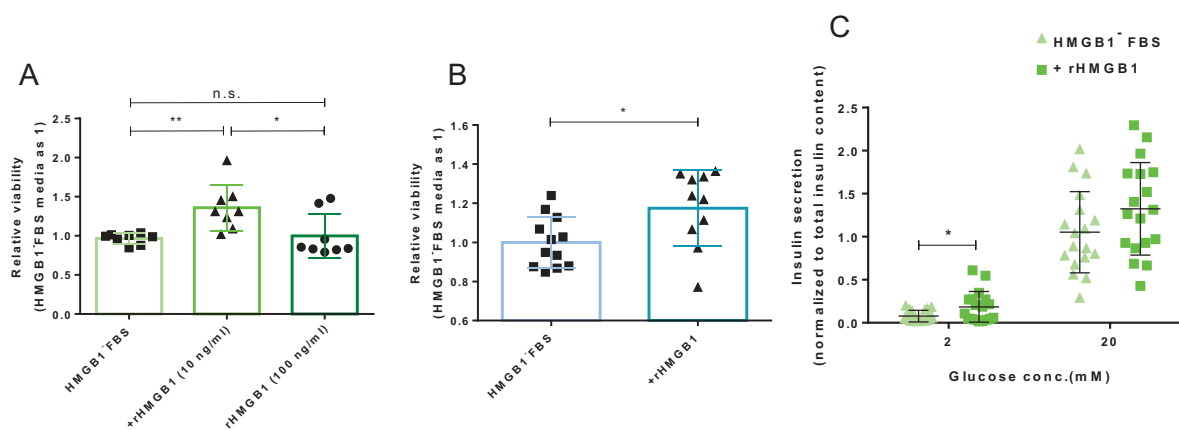 A
n.s.
**
*
2.5
2.0
1.5
1.0
0.5
0.0
Relative viability
(HMGB1⁻FBS media as 1)
HMGB1⁻FBS
+rHMGB1 (10 ng/ml)
rHMGB1 (100 ng/ml)
B
*
1.6
1.4
1.2
1.0
0.8
0.6
Relative viability
(HMGB1⁻FBS media as 1)
HMGB1⁻FBS
+rHMGB1
C
HMGB1⁻ FBS
+ rHMGB1
2.5
2.0
1.5
1.0
0.5
0.0
*
Insulin secretion
(normalized to total insulin content)
2
20
Glucose conc.(mM)